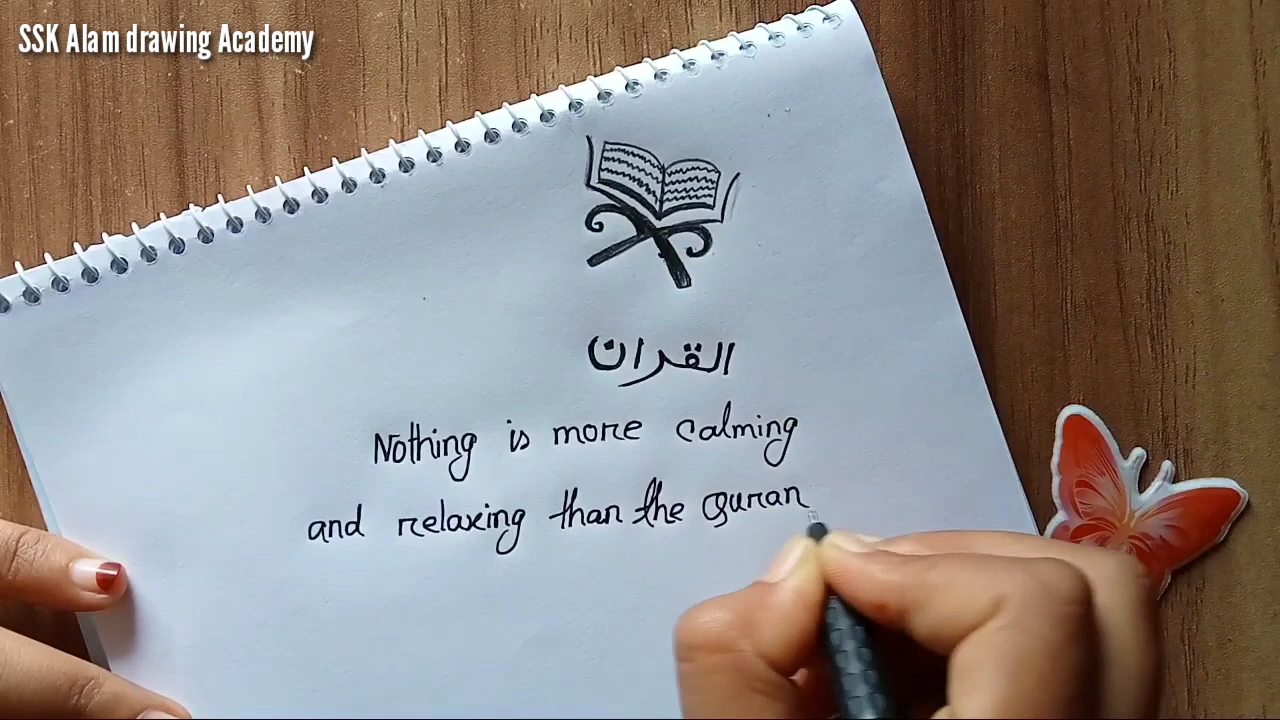 SSK Alam drawing Academy
القران
Nothing is more calming
and relaxing than the Quran